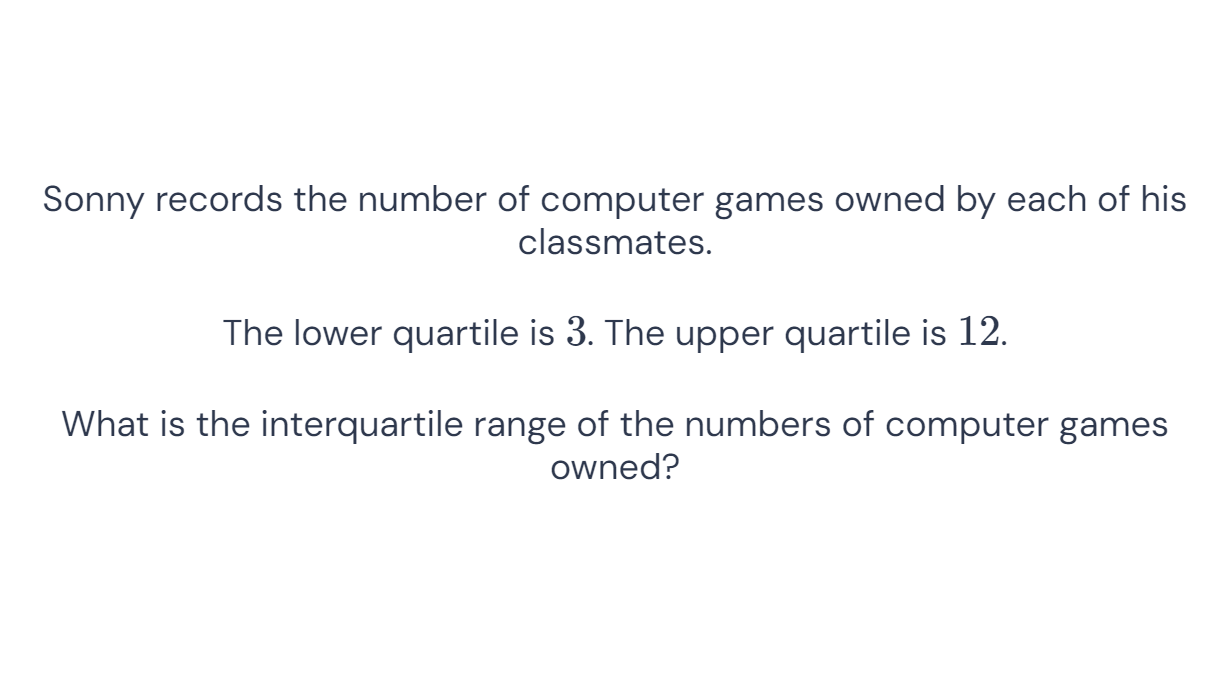 Sonny records the number of computer games owned by each of his
classmates.
The lower quartile is 3. The upper quartile is 12.
What is the interquartile range of the numbers of computer games
owned?